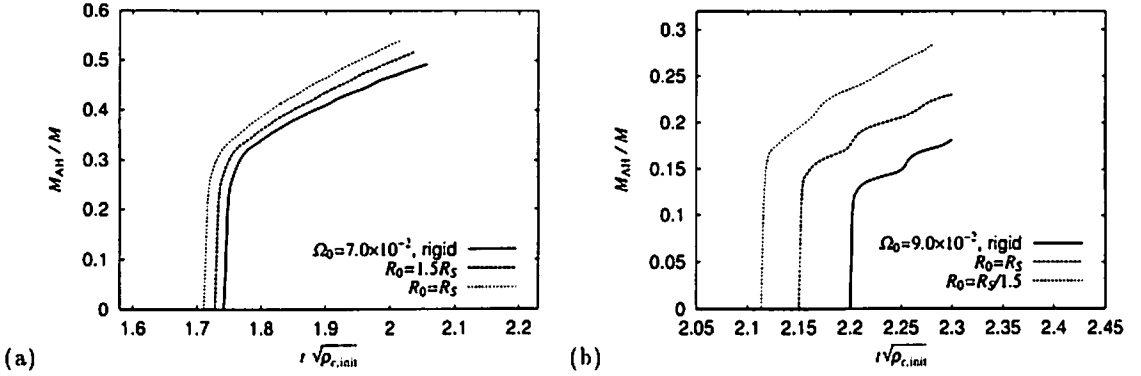 0.6
0.5
0.4
0.3
0.2
0.1
0
M_AH / M
Ω₀=7.0×10⁻², rigid
R₀=1.5R_S
R₀=R_S
1.6 1.7 1.8 1.9 2 2.1 2.2
t √ρ_c,init
(a)
0.3
0.25
0.2
0.15
0.1
0.05
0
M_AH / M
Ω₀=9.0×10⁻², rigid
R₀=R_S
R₀=R_S/1.5
2.05 2.1 2.15 2.2 2.25 2.3 2.35 2.4 2.45
t √ρ_c,init
(b)